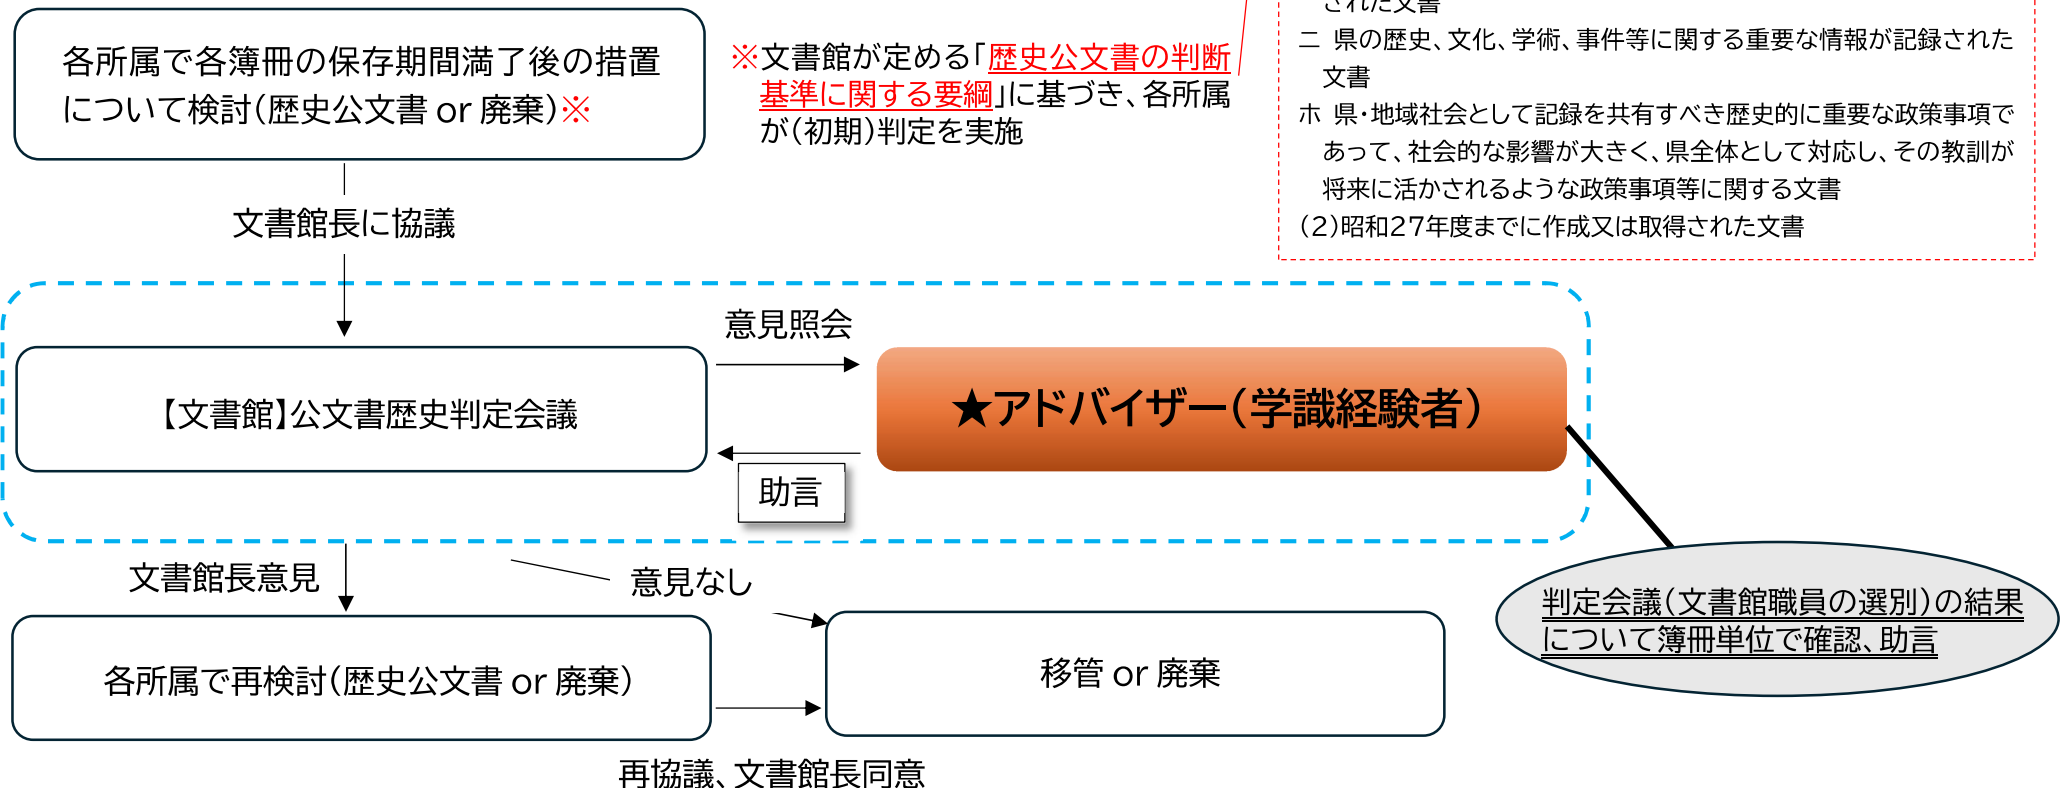 された文書
ニ 県の歴史、文化、学術、事件等に関する重要な情報が記録された
文書
ホ 県・地域社会として記録を共有すべき歴史的に重要な政策事項で
あって、社会的な影響が大きく、県全体として対応し、その教訓が
将来に活かされるような政策事項等に関する文書
(2)昭和27年度までに作成又は取得された文書
各所属で各簿冊の保存期間満了後の措置
について検討(歴史公文書 or 廃棄)※
※文書館が定める「歴史公文書の判断
基準に関する要綱」に基づき、各所属
が(初期)判定を実施
文書館長に協議
意見照会
【文書館】公文書歴史判定会議
★アドバイザー(学識経験者)
助言
文書館長意見
意見なし
判定会議(文書館職員の選別)の結果
について簿冊単位で確認、助言
各所属で再検討(歴史公文書 or 廃棄)
移管 or 廃棄
再協議、文書館長同意